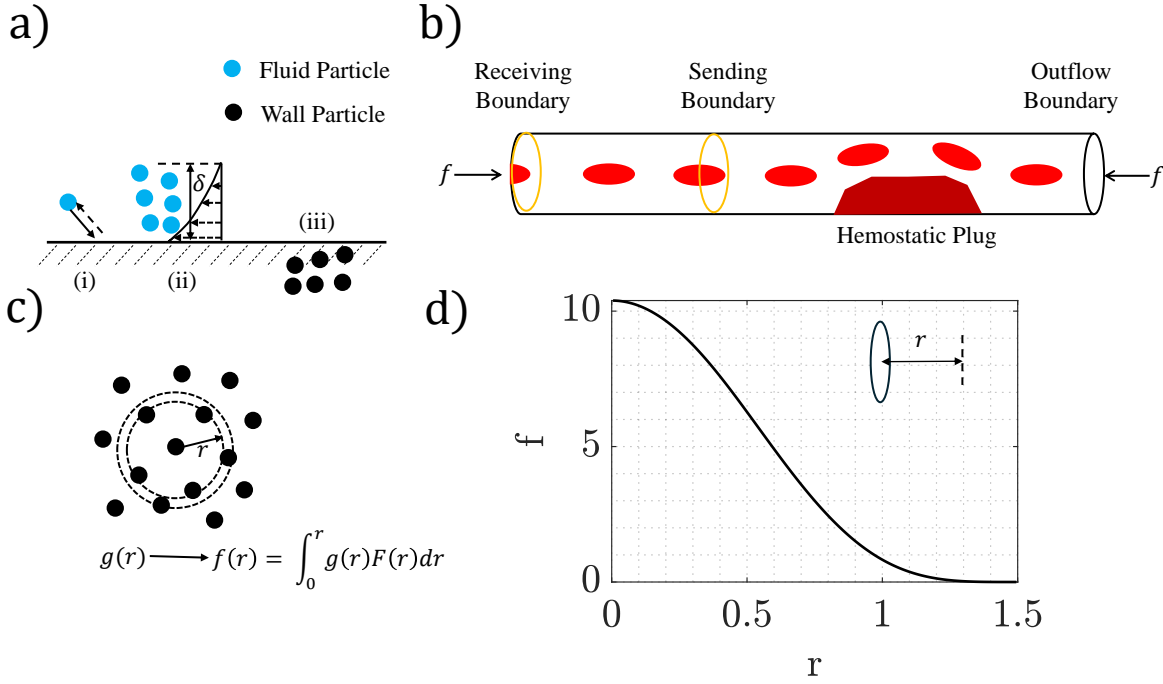 a)
Fluid Particle
Wall Particle
δ
(i)
(ii)
(iii)
b)
Receiving Boundary
Sending Boundary
Outflow Boundary
f
f
Hemostatic Plug
c)
r
g(r) → f(r) = ∫₀ʳ g(r)F(r)dr
d)
r
10
5
0
f
0 0.5 1 1.5
r